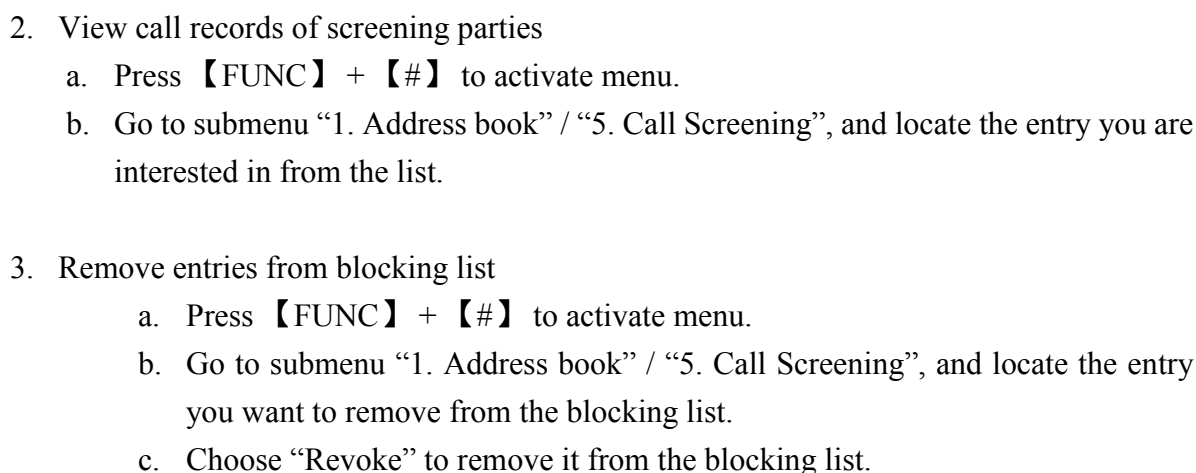 2. View call records of screening parties
a. Press 【FUNC】 + 【#】 to activate menu.
b. Go to submenu “1. Address book” / “5. Call Screening”, and locate the entry you are
interested in from the list.
3. Remove entries from blocking list
a. Press 【FUNC】 + 【#】 to activate menu.
b. Go to submenu “1. Address book” / “5. Call Screening”, and locate the entry
you want to remove from the blocking list.
c. Choose “Revoke” to remove it from the blocking list.